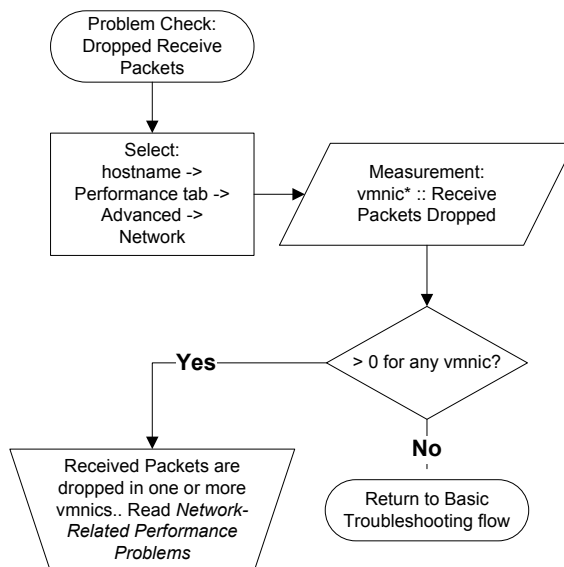 Problem Check:
Dropped Receive
Packets
Select:
hostname ->
Performance tab ->
Advanced ->
Network
Measurement:
vmnic* :: Receive
Packets Dropped
> 0 for any vmnic?
Yes
No
Received Packets are
dropped in one or more
vmnics.. Read Network-
Related Performance
Problems
Return to Basic
Troubleshooting flow